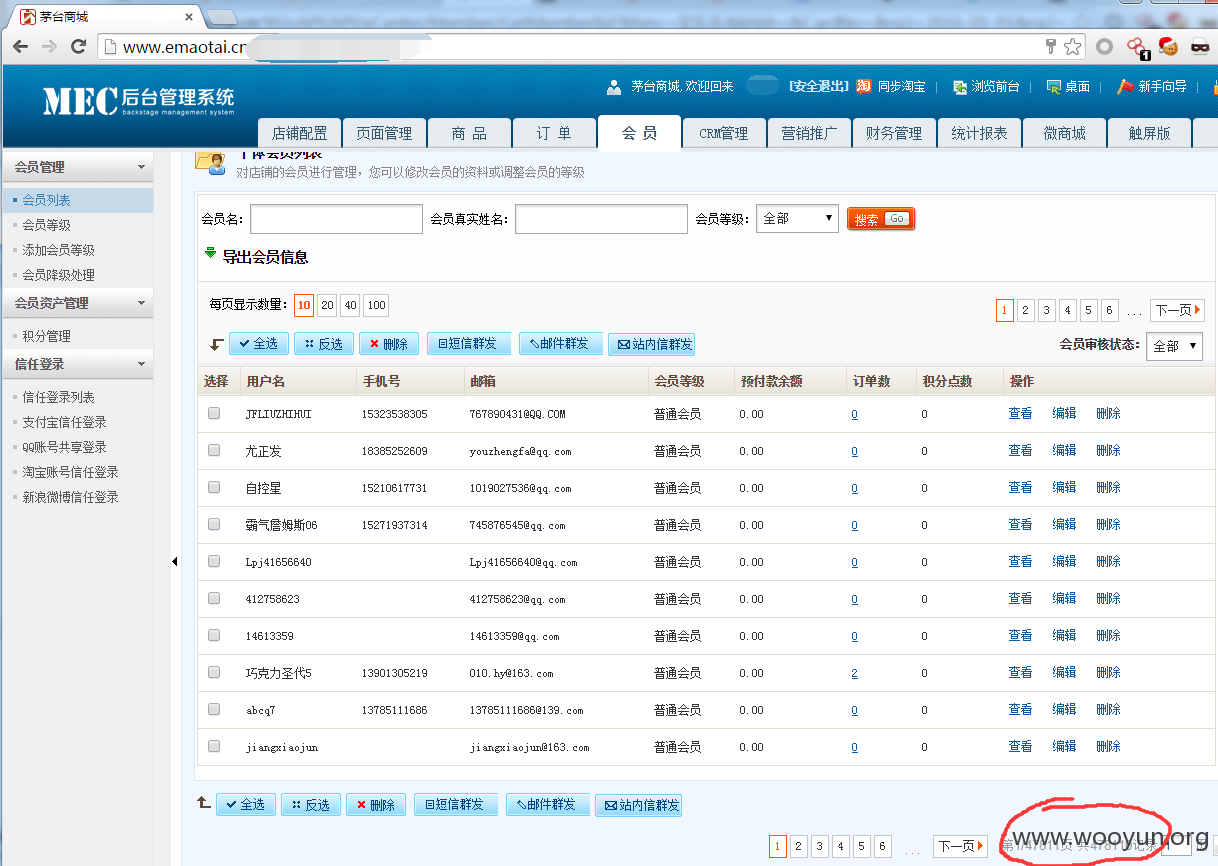 茅台商城
www.emaotai.cn
MEC 后台管理系统
backstage management system
茅台商城, 欢迎回来 [安全退出] 淘 同步淘宝 | 浏览前台 | 桌面 | 新手向导
店铺配置 页面管理 商 品 订 单 会 员 CRM管理 营销推广 财务管理 统计报表 微商城 触屏版
会员管理
会员列表
会员等级
添加会员等级
会员降级处理
会员资产管理
积分管理
信任登录
信任登录列表
支付宝信任登录
QQ账号共享登录
淘宝账号信任登录
新浪微博信任登录
个体会员列表
对店铺的会员进行管理，您可以修改会员的资料或调整会员的等级
会员名： 会员真实姓名： 会员等级： 全部 搜索 Go
导出会员信息
每页显示数量： 10 20 40 100
1 2 3 4 5 6 ... 下一页
全选 反选 删除 短信群发 邮件群发 站内信群发
会员审核状态： 全部
选择 用户名 手机号 邮箱 会员等级 预付款余额 订单数 积分点数 操作
JFLIUZHIHUI 15323538305 767890431@QQ.COM 普通会员 0.00 0 0 查看 编辑 删除
尤正发 18385252609 youzhengfa@qq.com 普通会员 0.00 0 0 查看 编辑 删除
自控星 15210617731 1019027536@qq.com 普通会员 0.00 0 0 查看 编辑 删除
霸气詹姆斯06 15271937314 745876545@qq.com 普通会员 0.00 0 0 查看 编辑 删除
Lpj41656640 Lpj41656640@qq.com 普通会员 0.00 0 0 查看 编辑 删除
412758623 412758623@qq.com 普通会员 0.00 0 0 查看 编辑 删除
14613359 14613359@qq.com 普通会员 0.00 0 0 查看 编辑 删除
巧克力圣代5 13901305219 010.hy@163.com 普通会员 0.00 2 0 查看 编辑 删除
abcq7 13785111686 13785111686@139.com 普通会员 0.00 0 0 查看 编辑 删除
jiangxiaojun jiangxiaojun@163.com 普通会员 0.00 0 0 查看 编辑 删除
全选 反选 删除 短信群发 邮件群发 站内信群发
1 2 3 4 5 6 ... 下一页
www.wooyun.org